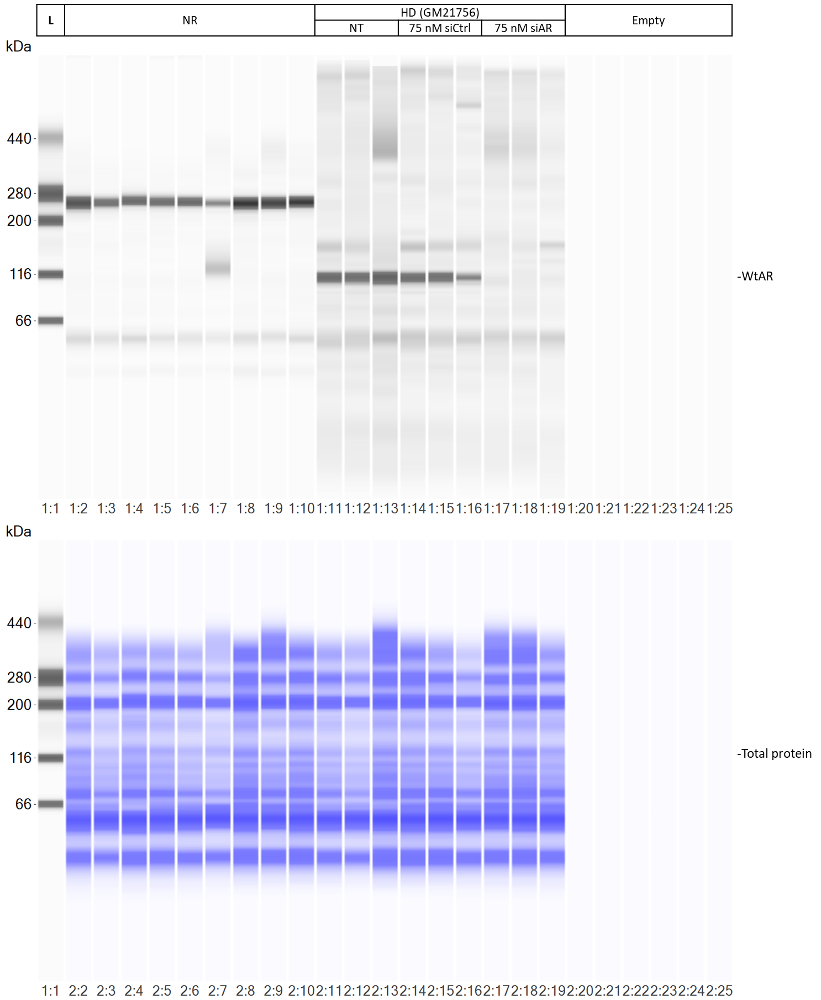 L NR HD (GM21756) Empty
NT 75 nM siCtrl 75 nM siAR
kDa
440
280
200
116
-WtAR
66
1:1 1:2 1:3 1:4 1:5 1:6 1:7 1:8 1:9 1:10 1:11 1:12 1:13 1:14 1:15 1:16 1:17 1:18 1:19 1:20 1:21 1:22 1:23 1:24 1:25
kDa
440
280
200
116
-Total protein
66
1:1 2:2 2:3 2:4 2:5 2:6 2:7 2:8 2:9 2:10 2:11 2:12 2:13 2:14 2:15 2:16 2:17 2:18 2:19 2:20 2:21 2:22 2:23 2:24 2:25